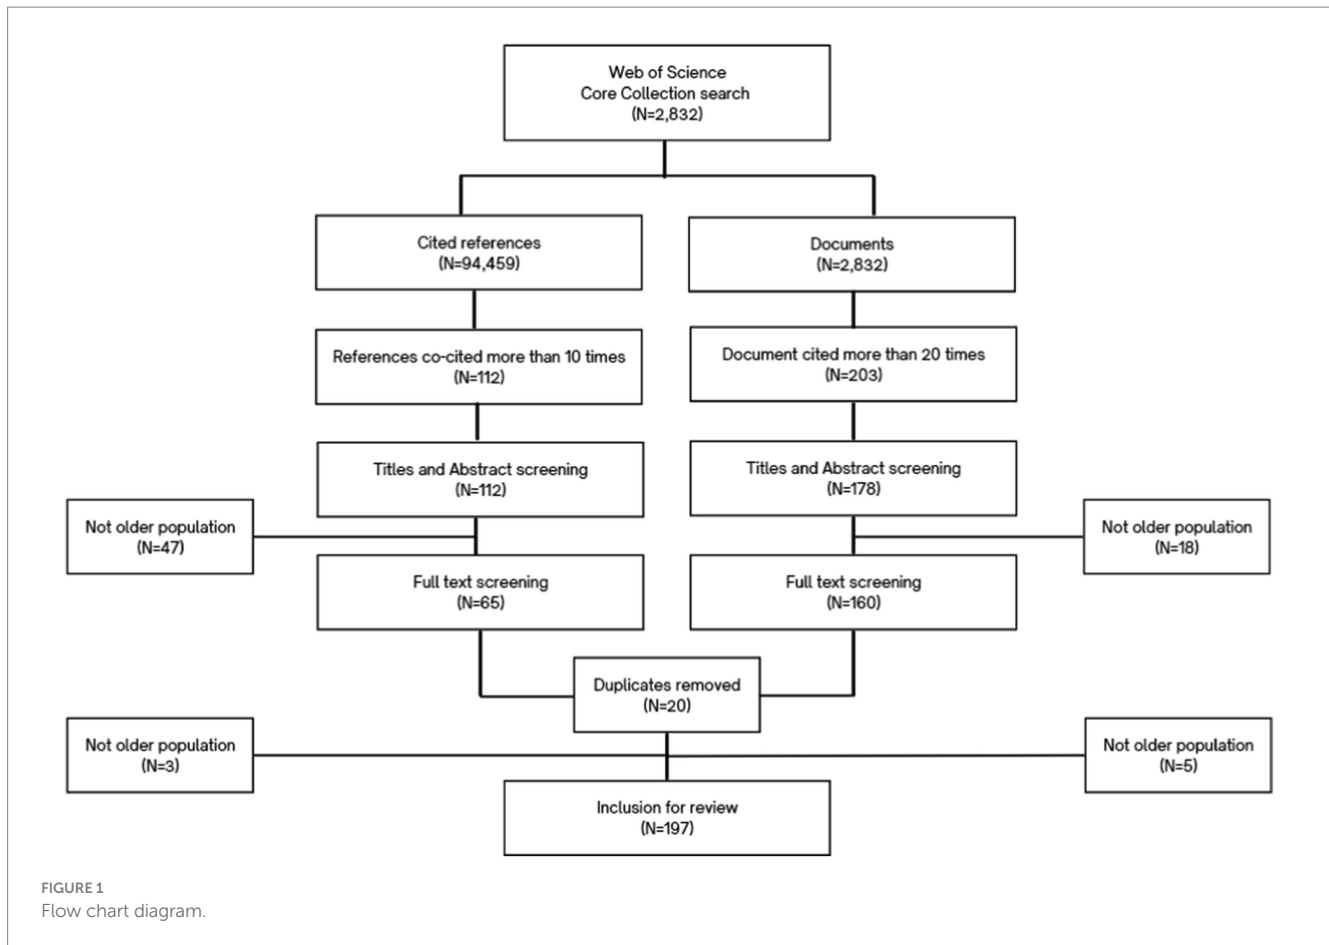 Web of Science
Core Collection search
(N=2,832)
Cited references
(N=94,459)
Documents
(N=2,832)
References co-cited more than 10 times
(N=112)
Document cited more than 20 times
(N=203)
Titles and Abstract screening
(N=112)
Titles and Abstract screening
(N=178)
Not older population
(N=47)
Not older population
(N=18)
Full text screening
(N=65)
Full text screening
(N=160)
Duplicates removed
(N=20)
Not older population
(N=3)
Not older population
(N=5)
Inclusion for review
(N=197)
FIGURE 1
Flow chart diagram.